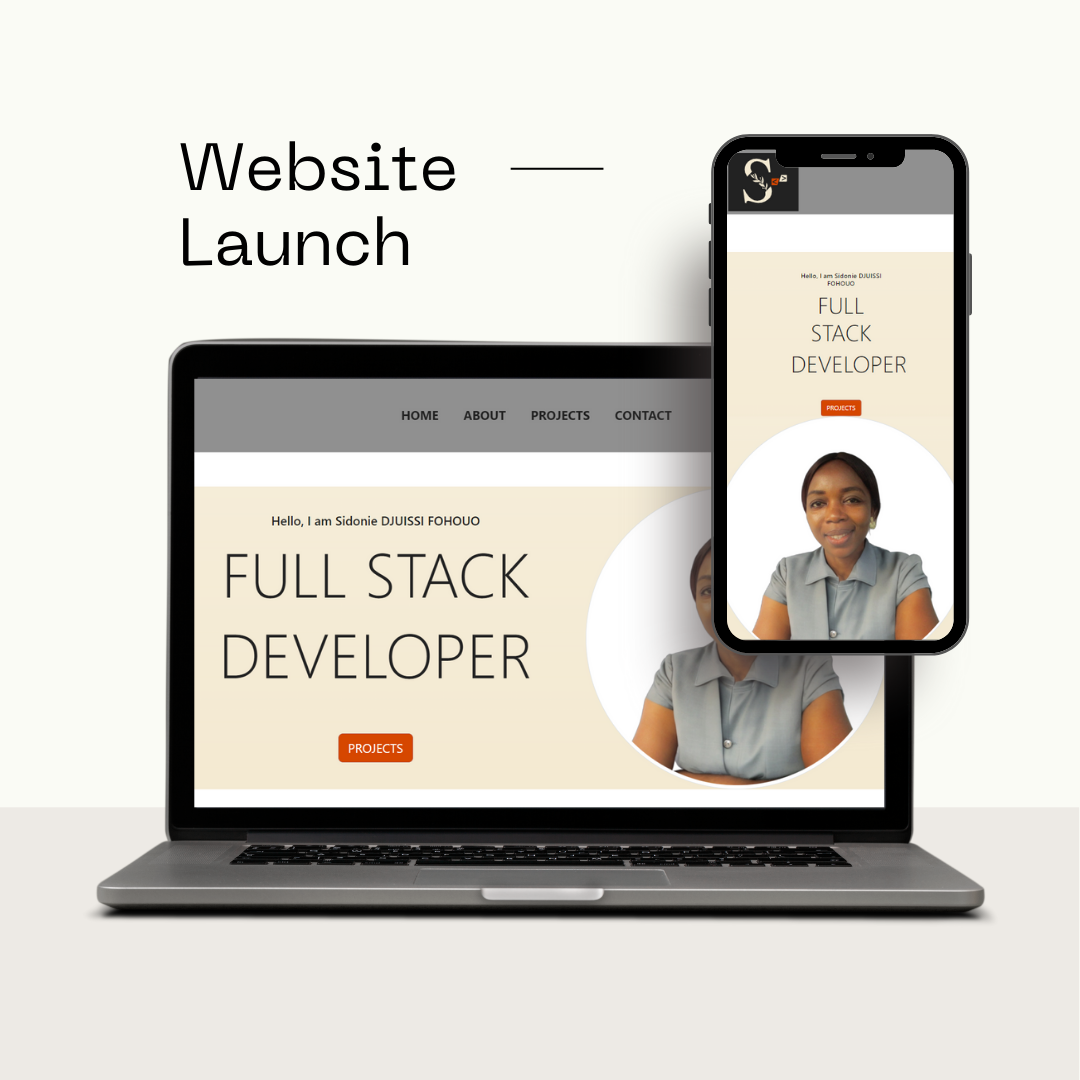 Website
Launch
HOME ABOUT PROJECTS CONTACT
Hello, I am Sidonie DJUISSI FOHOUO
FULL STACK
DEVELOPER
PROJECTS
S
Hello, I am Sidonie DJUISSI
FOHOUO
FULL
STACK
DEVELOPER
PROJECTS